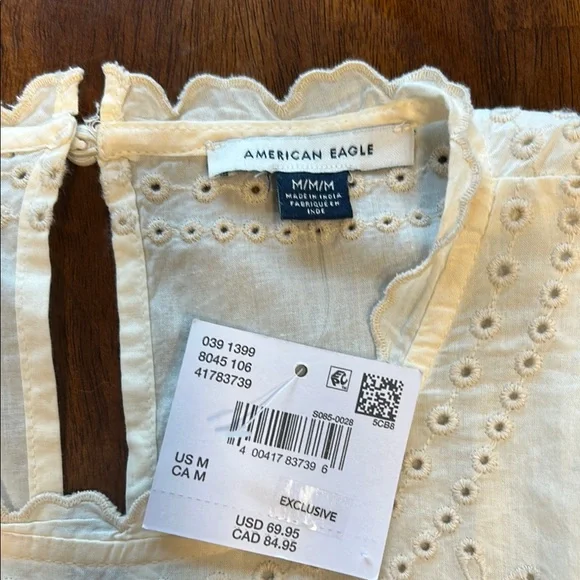 AMERICAN EAGLE
M/M/M
MADE IN INDIA
FABRIQUÉ EN
INDE
039 1399
8045 106
41783739
5CB8
S085-0028
4 00417 83739 6
US M
CA M
EXCLUSIVE
USD 69.95
CAD 84.95